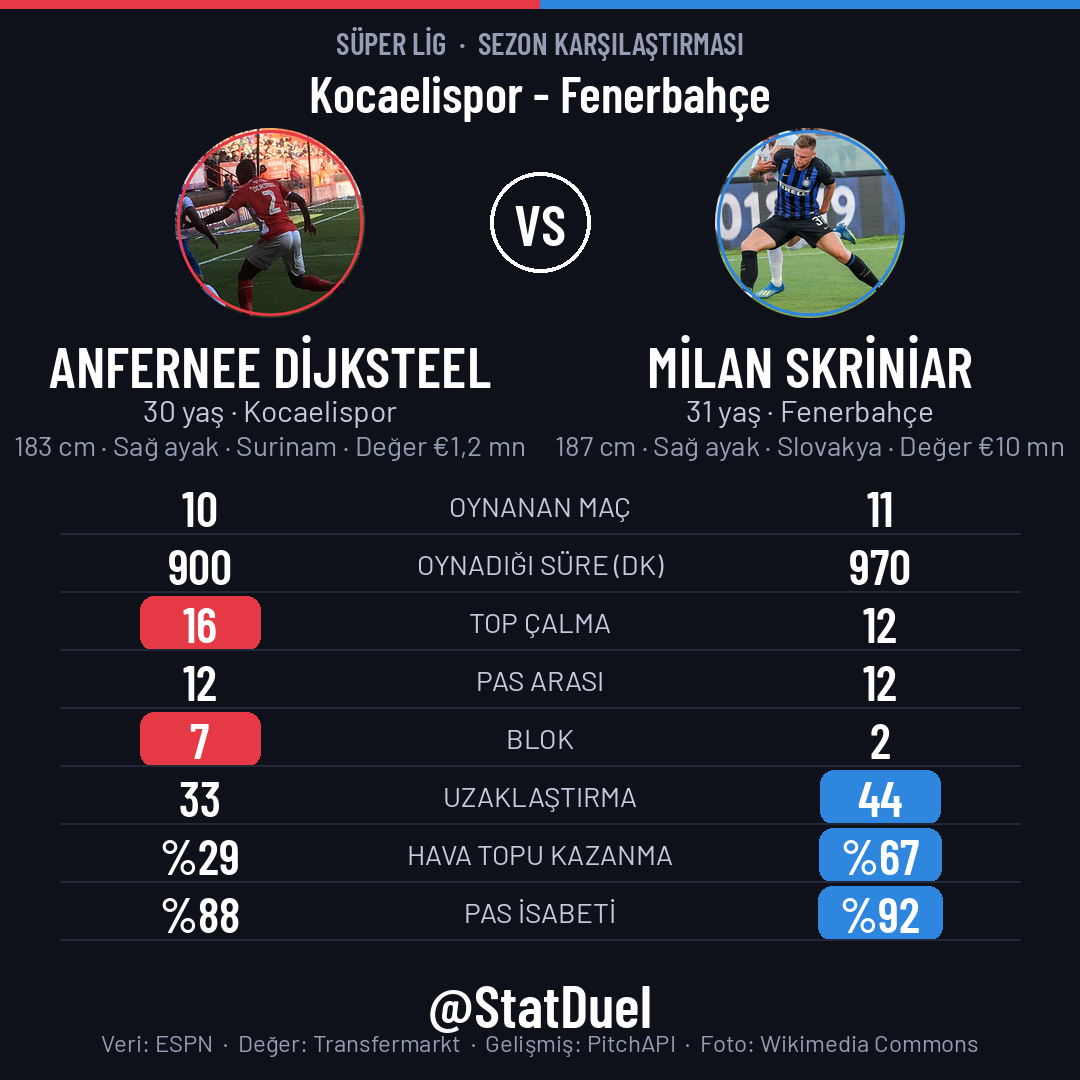 SÜPER LİG · SEZON KARŞILAŞTIRMASI
Kocaelispor - Fenerbahçe
VS
ANFERNEE DİJKSTEEL
30 yaş · Kocaelispor
183 cm · Sağ ayak · Surinam · Değer €1,2 mn
MİLAN SKRİNİAR
31 yaş · Fenerbahçe
187 cm · Sağ ayak · Slovakya · Değer €10 mn
10 OYNANAN MAÇ 11
900 OYNADIĞI SÜRE (DK) 970
16 TOP ÇALMA 12
12 PAS ARASI 12
7 BLOK 2
33 UZAKLAŞTIRMA 44
%29 HAVA TOPU KAZANMA %67
%88 PAS İSABETİ %92
@StatDuel
Veri: ESPN · Değer: Transfermarkt · Gelişmiş: PitchAPI · Foto: Wikimedia Commons